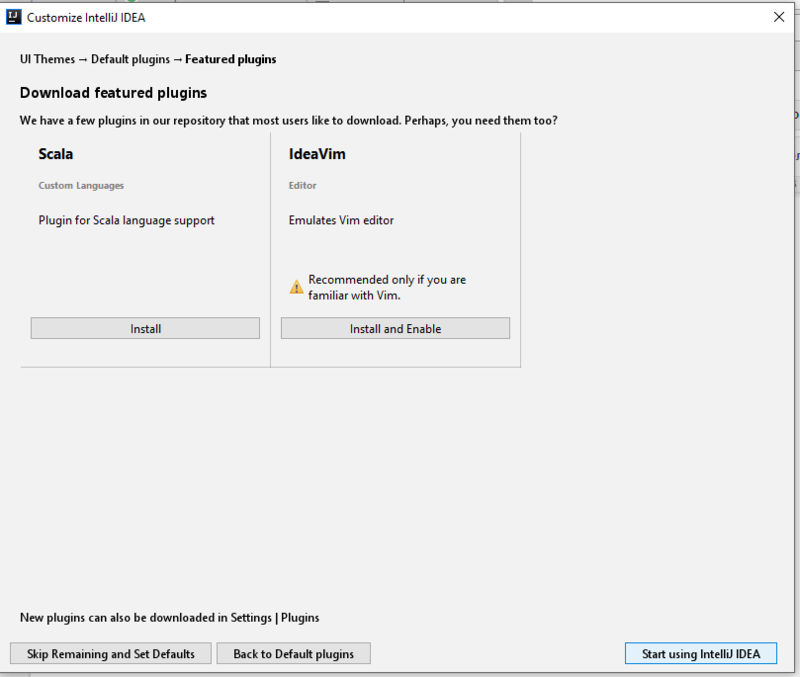 IJ
Customize IntelliJ IDEA
UI Themes → Default plugins → Featured plugins
Download featured plugins
We have a few plugins in our repository that most users like to download. Perhaps, you need them too?
Scala
Custom Languages
Plugin for Scala language support
Install
IdeaVim
Editor
Emulates Vim editor
Recommended only if you are
familiar with Vim.
Install and Enable
New plugins can also be downloaded in Settings | Plugins
Skip Remaining and Set Defaults
Back to Default plugins
Start using IntelliJ IDEA